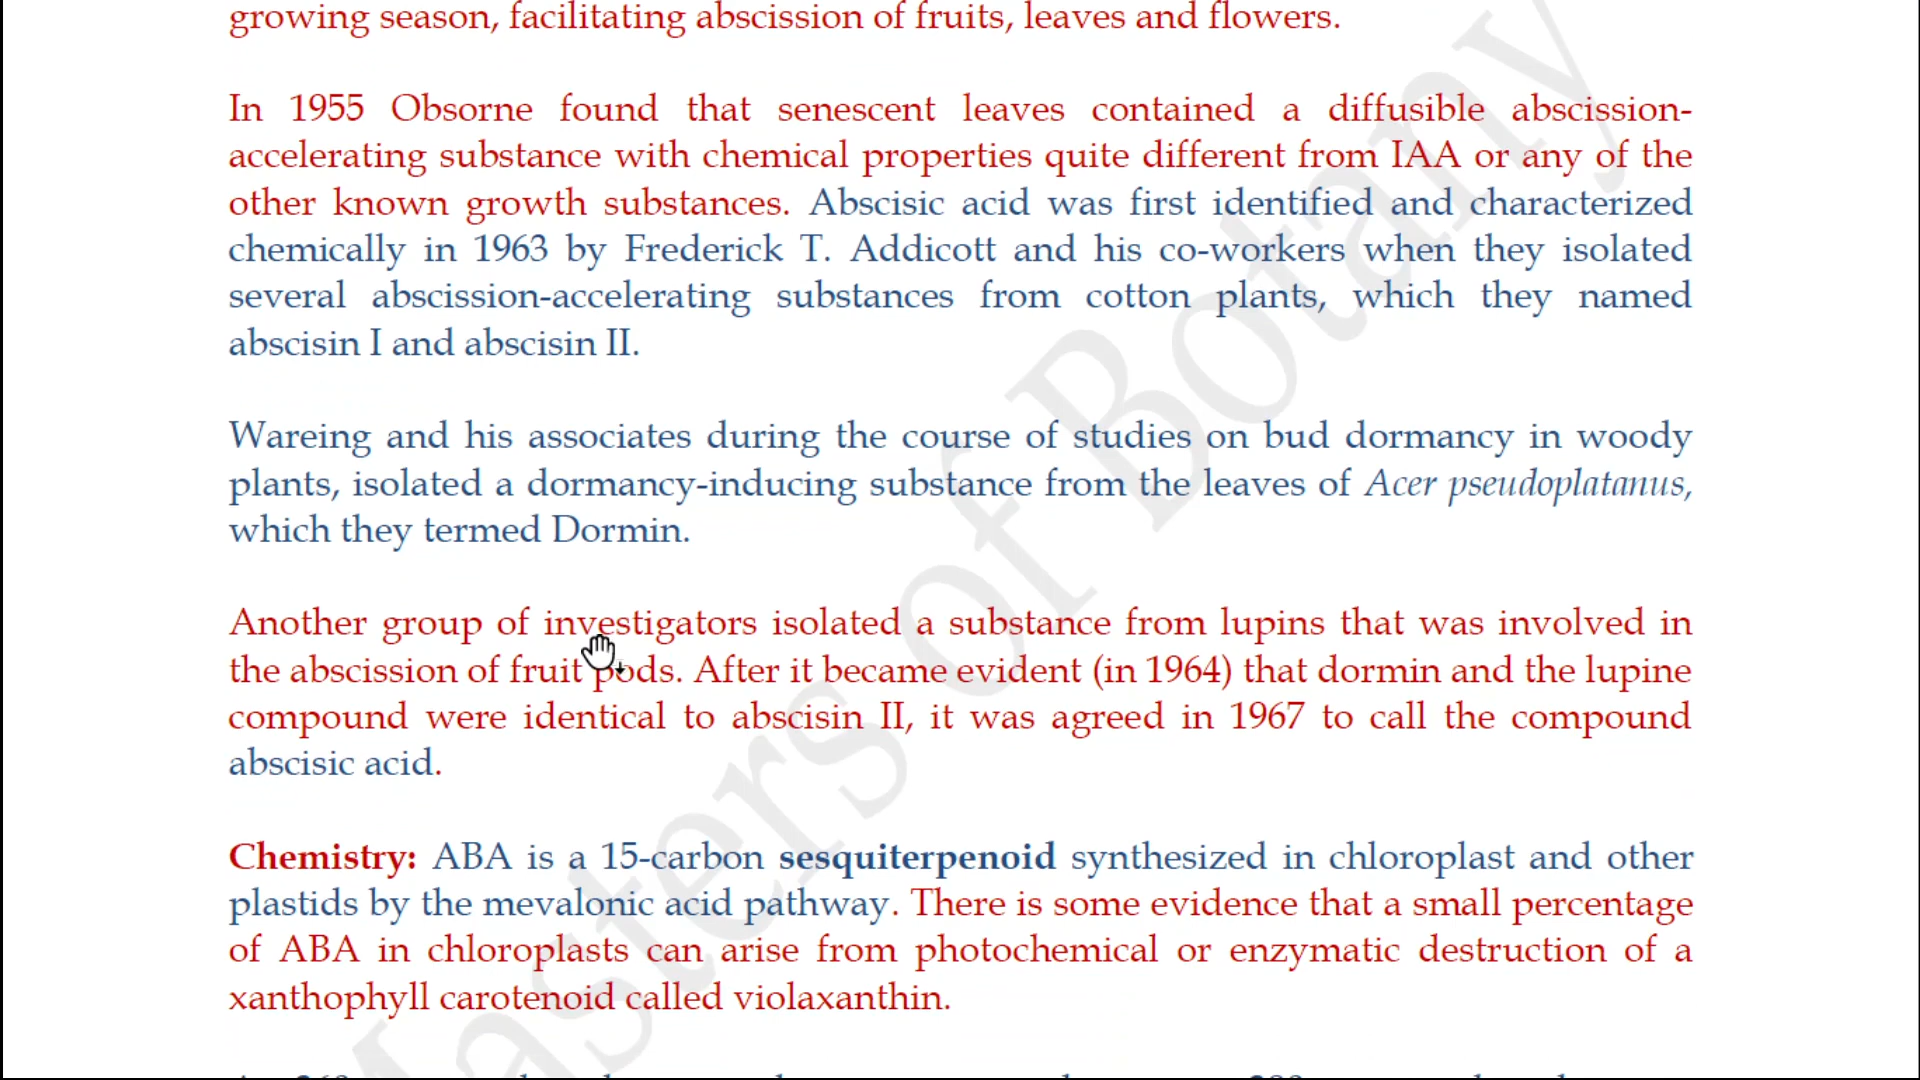 growing season, facilitating abscission of fruits, leaves and flowers.
In 1955 Obsorne found that senescent leaves contained a diffusible abscission-
accelerating substance with chemical properties quite different from IAA or any of the
other known growth substances. Abscisic acid was first identified and characterized
chemically in 1963 by Frederick T. Addicott and his co-workers when they isolated
several abscission-accelerating substances from cotton plants, which they named
abscisin I and abscisin II.
Wareing and his associates during the course of studies on bud dormancy in woody
plants, isolated a dormancy-inducing substance from the leaves of Acer pseudoplatanus,
which they termed Dormin.
Another group of investigators isolated a substance from lupins that was involved in
the abscission of fruit pods. After it became evident (in 1964) that dormin and the lupine
compound were identical to abscisin II, it was agreed in 1967 to call the compound
abscisic acid.
Chemistry: ABA is a 15-carbon sesquiterpenoid synthesized in chloroplast and other
plastids by the mevalonic acid pathway. There is some evidence that a small percentage
of ABA in chloroplasts can arise from photochemical or enzymatic destruction of a
xanthophyll carotenoid called violaxanthin.
Masters of Botany